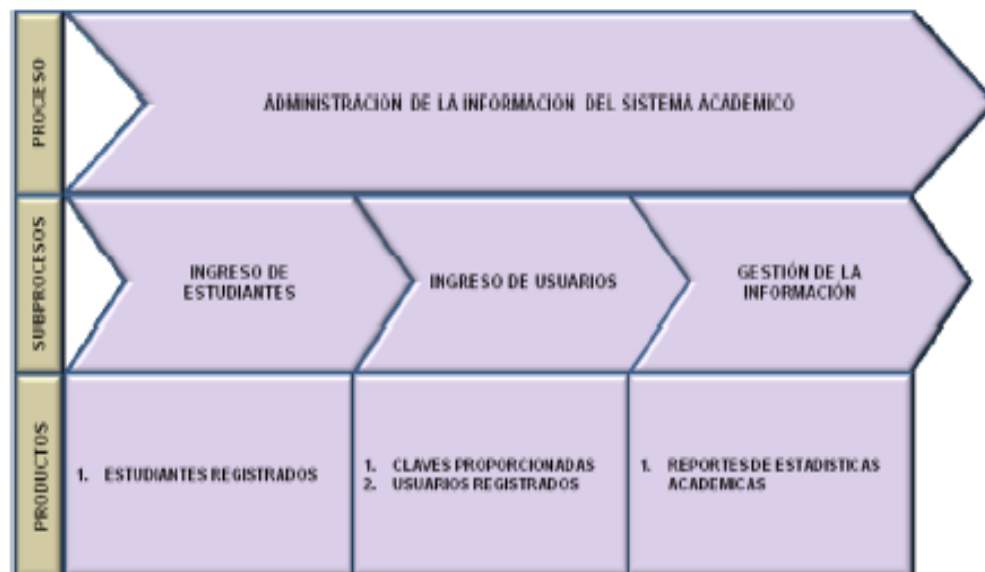 PROCESO
ADMINISTRACION DE LA INFORMACION DEL SISTEMA ACADEMICO
SUBPROCESOS
INGRESO DE
ESTUDIANTES
INGRESO DE USUARIOS
GESTIÓN DE LA
INFORMACIÓN
PRODUCTOS
1. ESTUDIANTES REGISTRADOS
1. CLAVES PROPORCIONADAS
2. USUARIOS REGISTRADOS
1. REPORTES DE ESTADISTICAS
ACADEMICAS